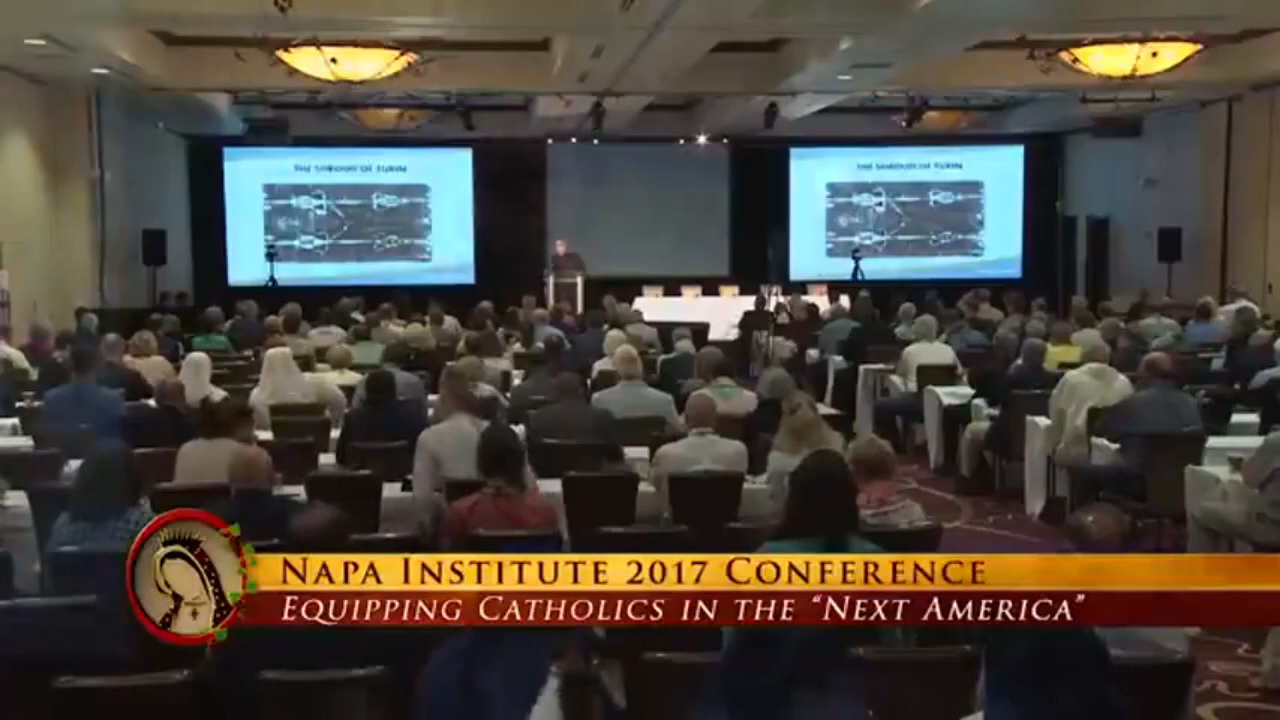 THE SHROUD OF TURIN
THE SHROUD OF TURIN
NAPA INSTITUTE 2017 CONFERENCE
EQUIPPING CATHOLICS IN THE “NEXT AMERICA”